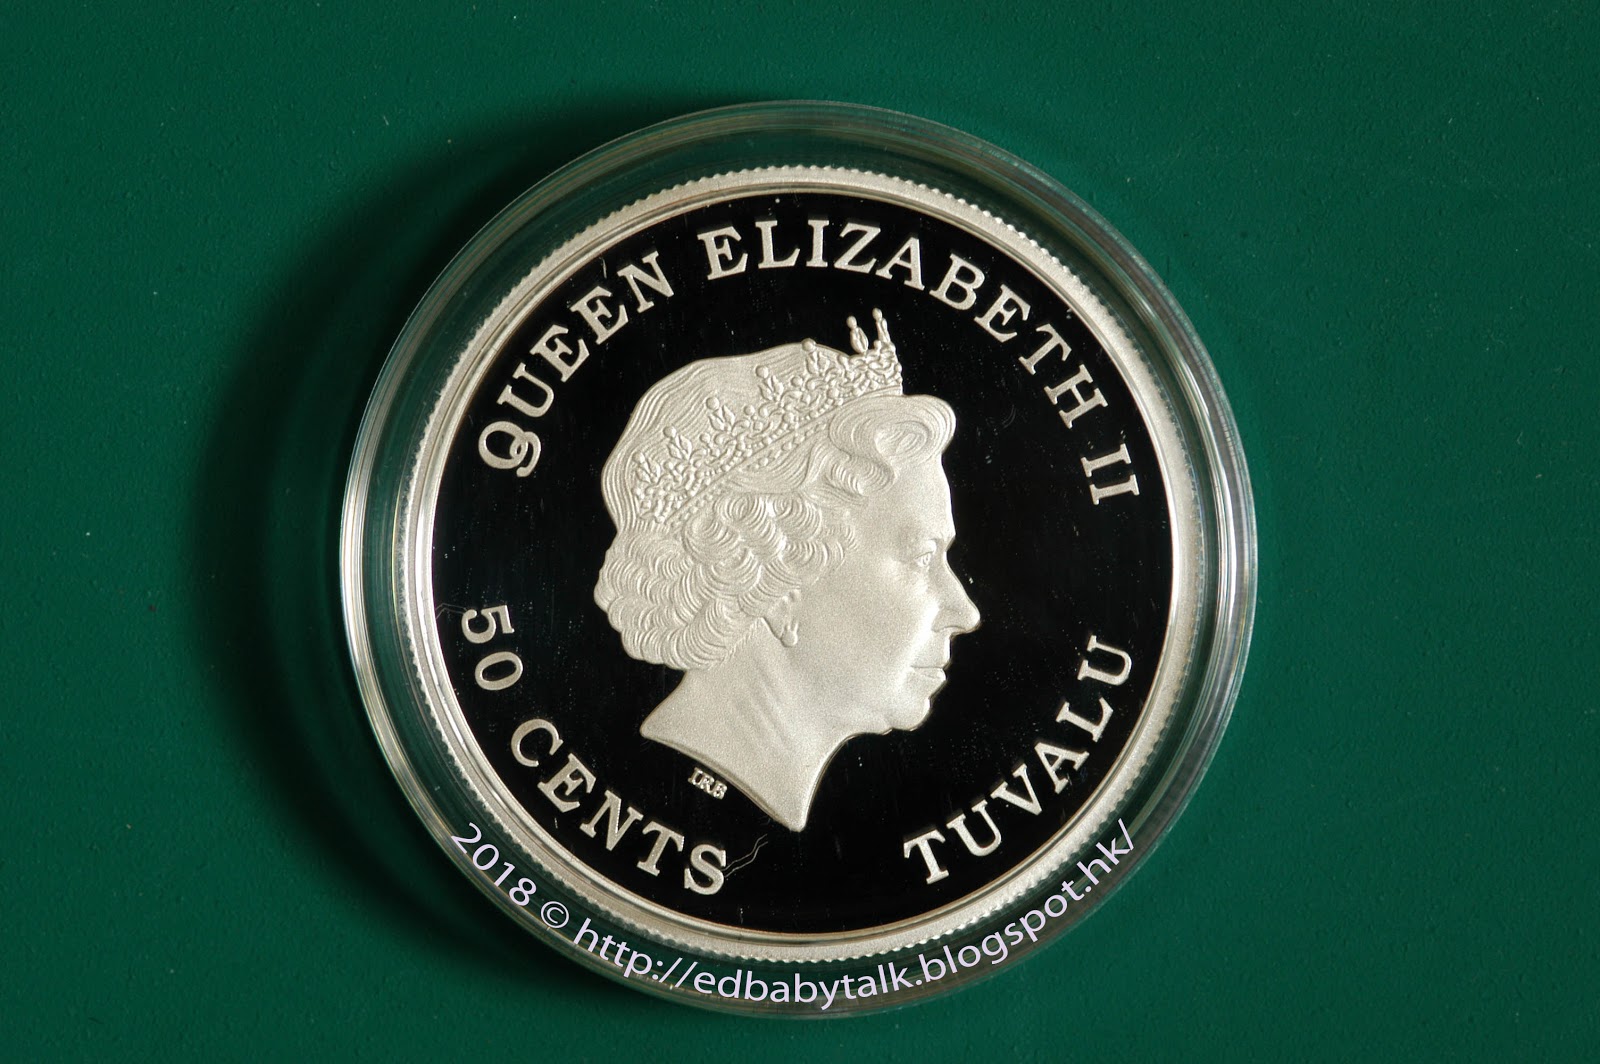 QUEEN ELIZABETH II
50 CENTS
TUVALU
IRB
2018 © http://edbabytalk.blogspot.hk/